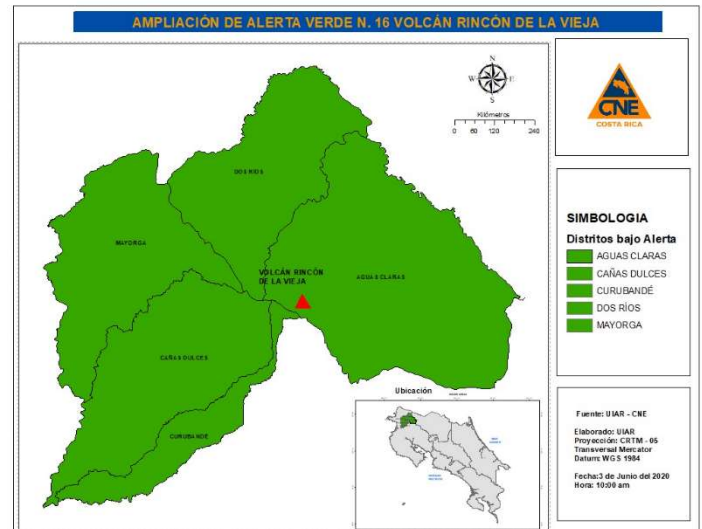 AMPLIACIÓN DE ALERTA VERDE N. 16 VOLCÁN RINCÓN DE LA VIEJA
N
W E
S
Kilómetros
0 60 120 240
CNE
COSTA RICA
DOS RÍOS
MAYORGA
VOLCÁN RINCÓN
DE LA VIEJA
AGUAS CLARAS
CAÑAS DULCES
CURUBANDÉ
SIMBOLOGIA
Distritos bajo Alerta
AGUAS CLARAS
CAÑAS DULCES
CURUBANDÉ
DOS RÍOS
MAYORGA
Ubicación
Fuente: UIAR - CNE
Elaborado: UIAR
Proyección: CRTM - 05
Transversal Mercator
Datum: WGS 1984
Fecha:3 de Junio del 2020
Hora: 10:00 am